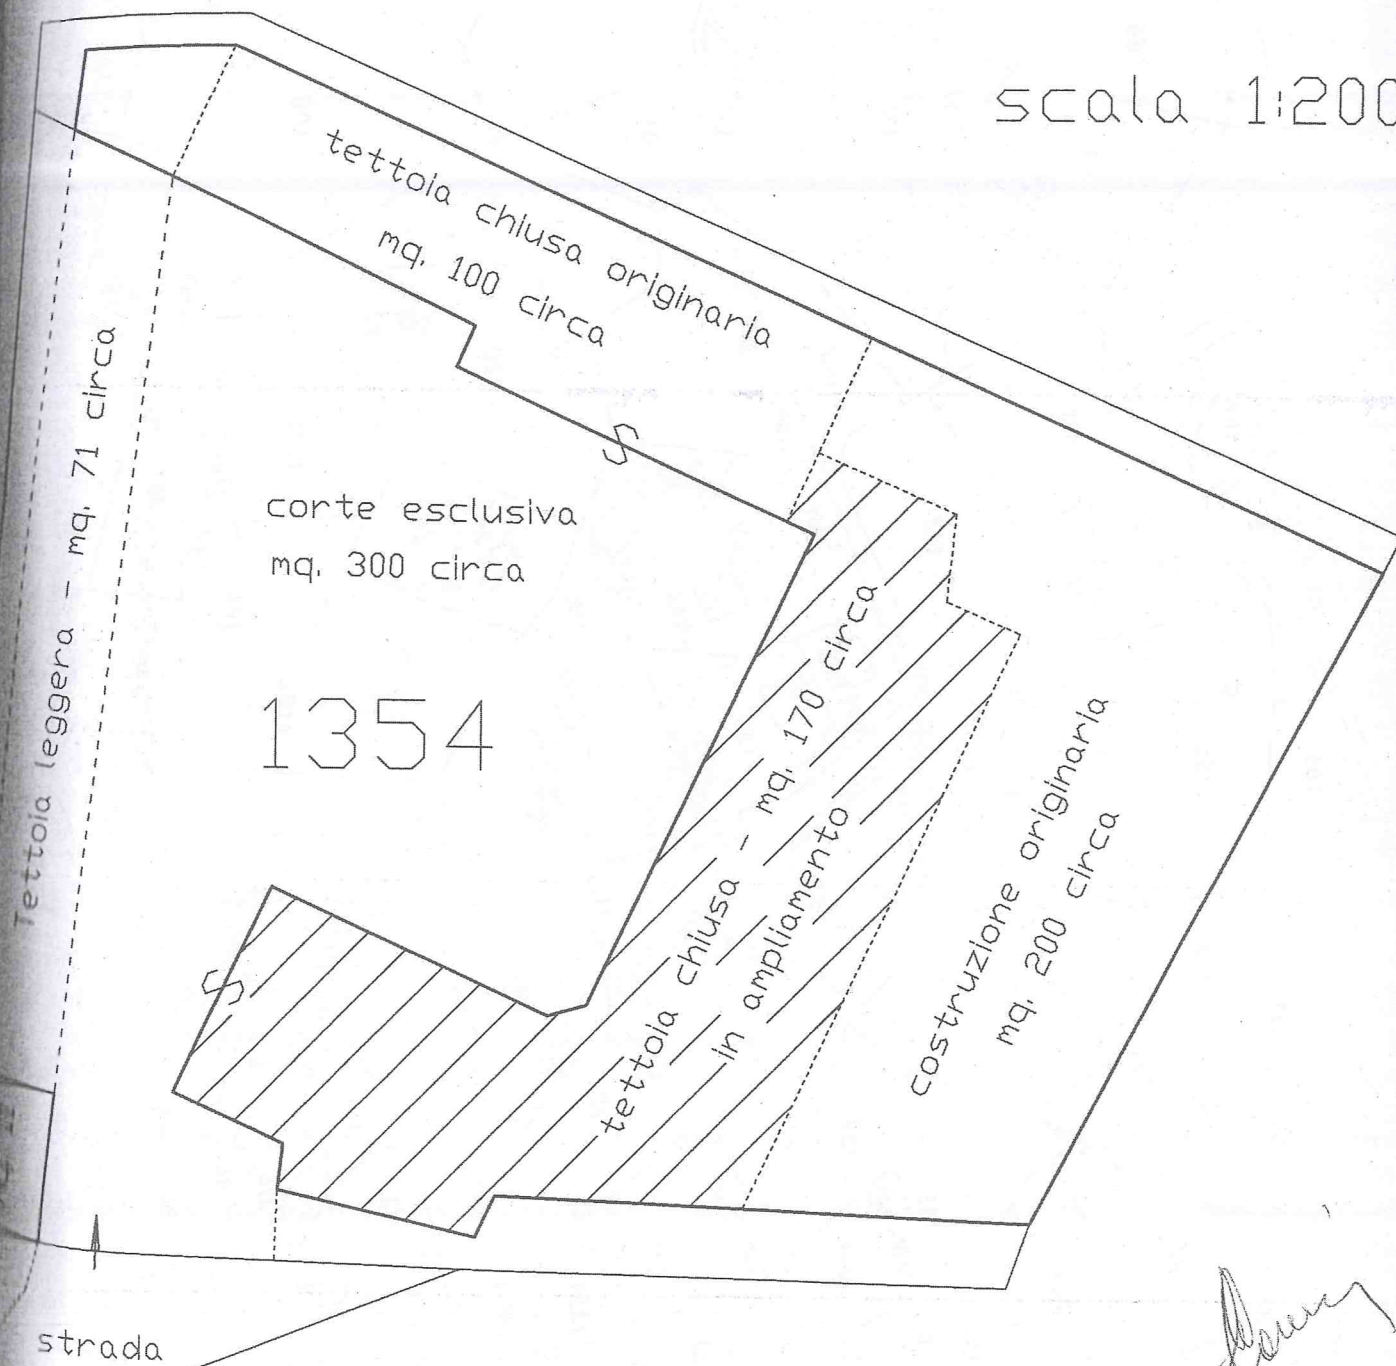 scala 1:200
tettoia chiusa originaria
mq. 100 circa
Tettoia leggera - mq. 71 circa
S
corte esclusiva
mq. 300 circa
1354
tettoia chiusa - mq. 170 circa
in ampliamento
costruzione originaria
mq. 200 circa
S
strada